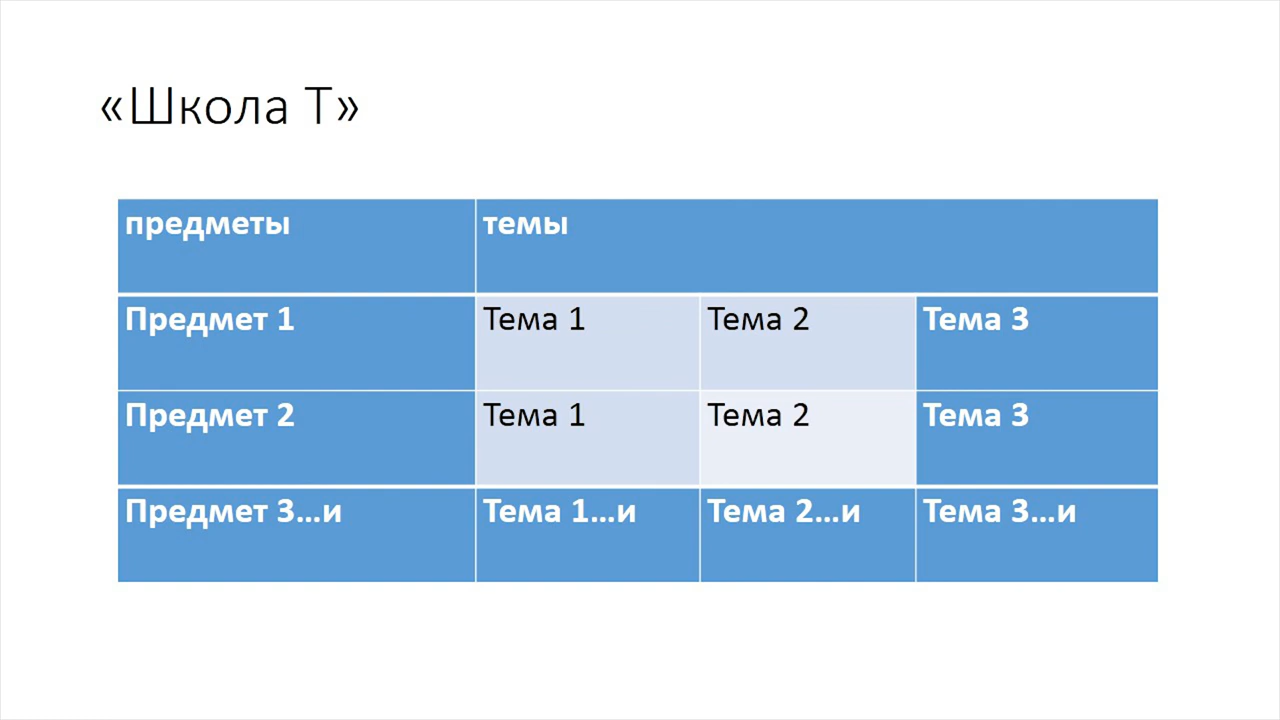 «Школа Т»
предметы темы
Предмет 1 Тема 1 Тема 2 Тема 3
Предмет 2 Тема 1 Тема 2 Тема 3
Предмет 3…и Тема 1…и Тема 2…и Тема 3…и